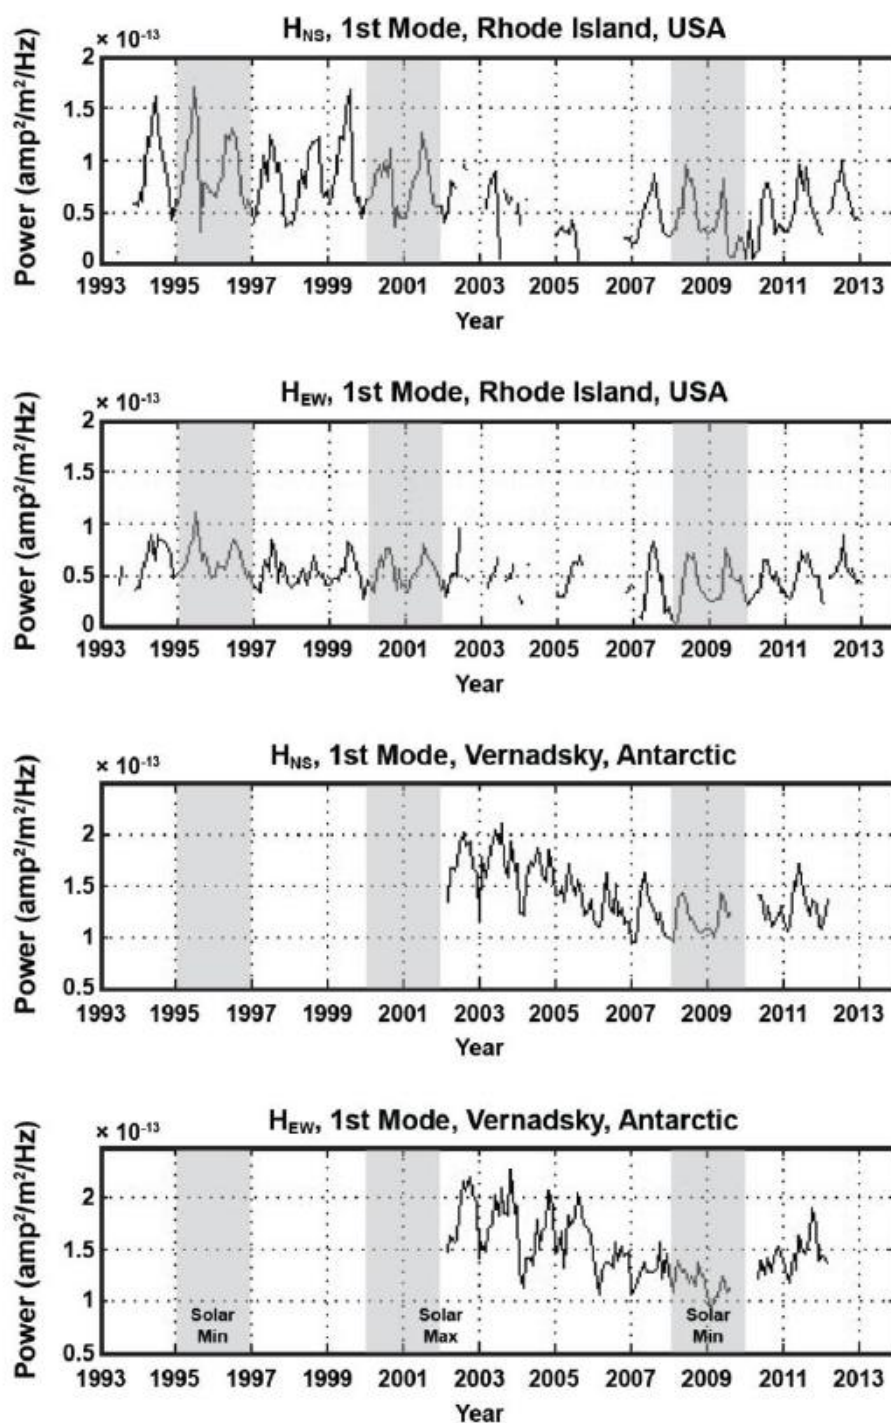 H_NS, 1st Mode, Rhode Island, USA
× 10^-13
Power (amp²/m²/Hz)
2
1.5
1
0.5
0
1993 1995 1997 1999 2001 2003 2005 2007 2009 2011 2013
Year
H_EW, 1st Mode, Rhode Island, USA
× 10^-13
Power (amp²/m²/Hz)
2
1.5
1
0.5
0
1993 1995 1997 1999 2001 2003 2005 2007 2009 2011 2013
Year
H_NS, 1st Mode, Vernadsky, Antarctic
× 10^-13
Power (amp²/m²/Hz)
2
1.5
1
0.5
1993 1995 1997 1999 2001 2003 2005 2007 2009 2011 2013
Year
H_EW, 1st Mode, Vernadsky, Antarctic
× 10^-13
Power (amp²/m²/Hz)
2
1.5
1
0.5
Solar Solar Solar
Min Max Min
1993 1995 1997 1999 2001 2003 2005 2007 2009 2011 2013
Year